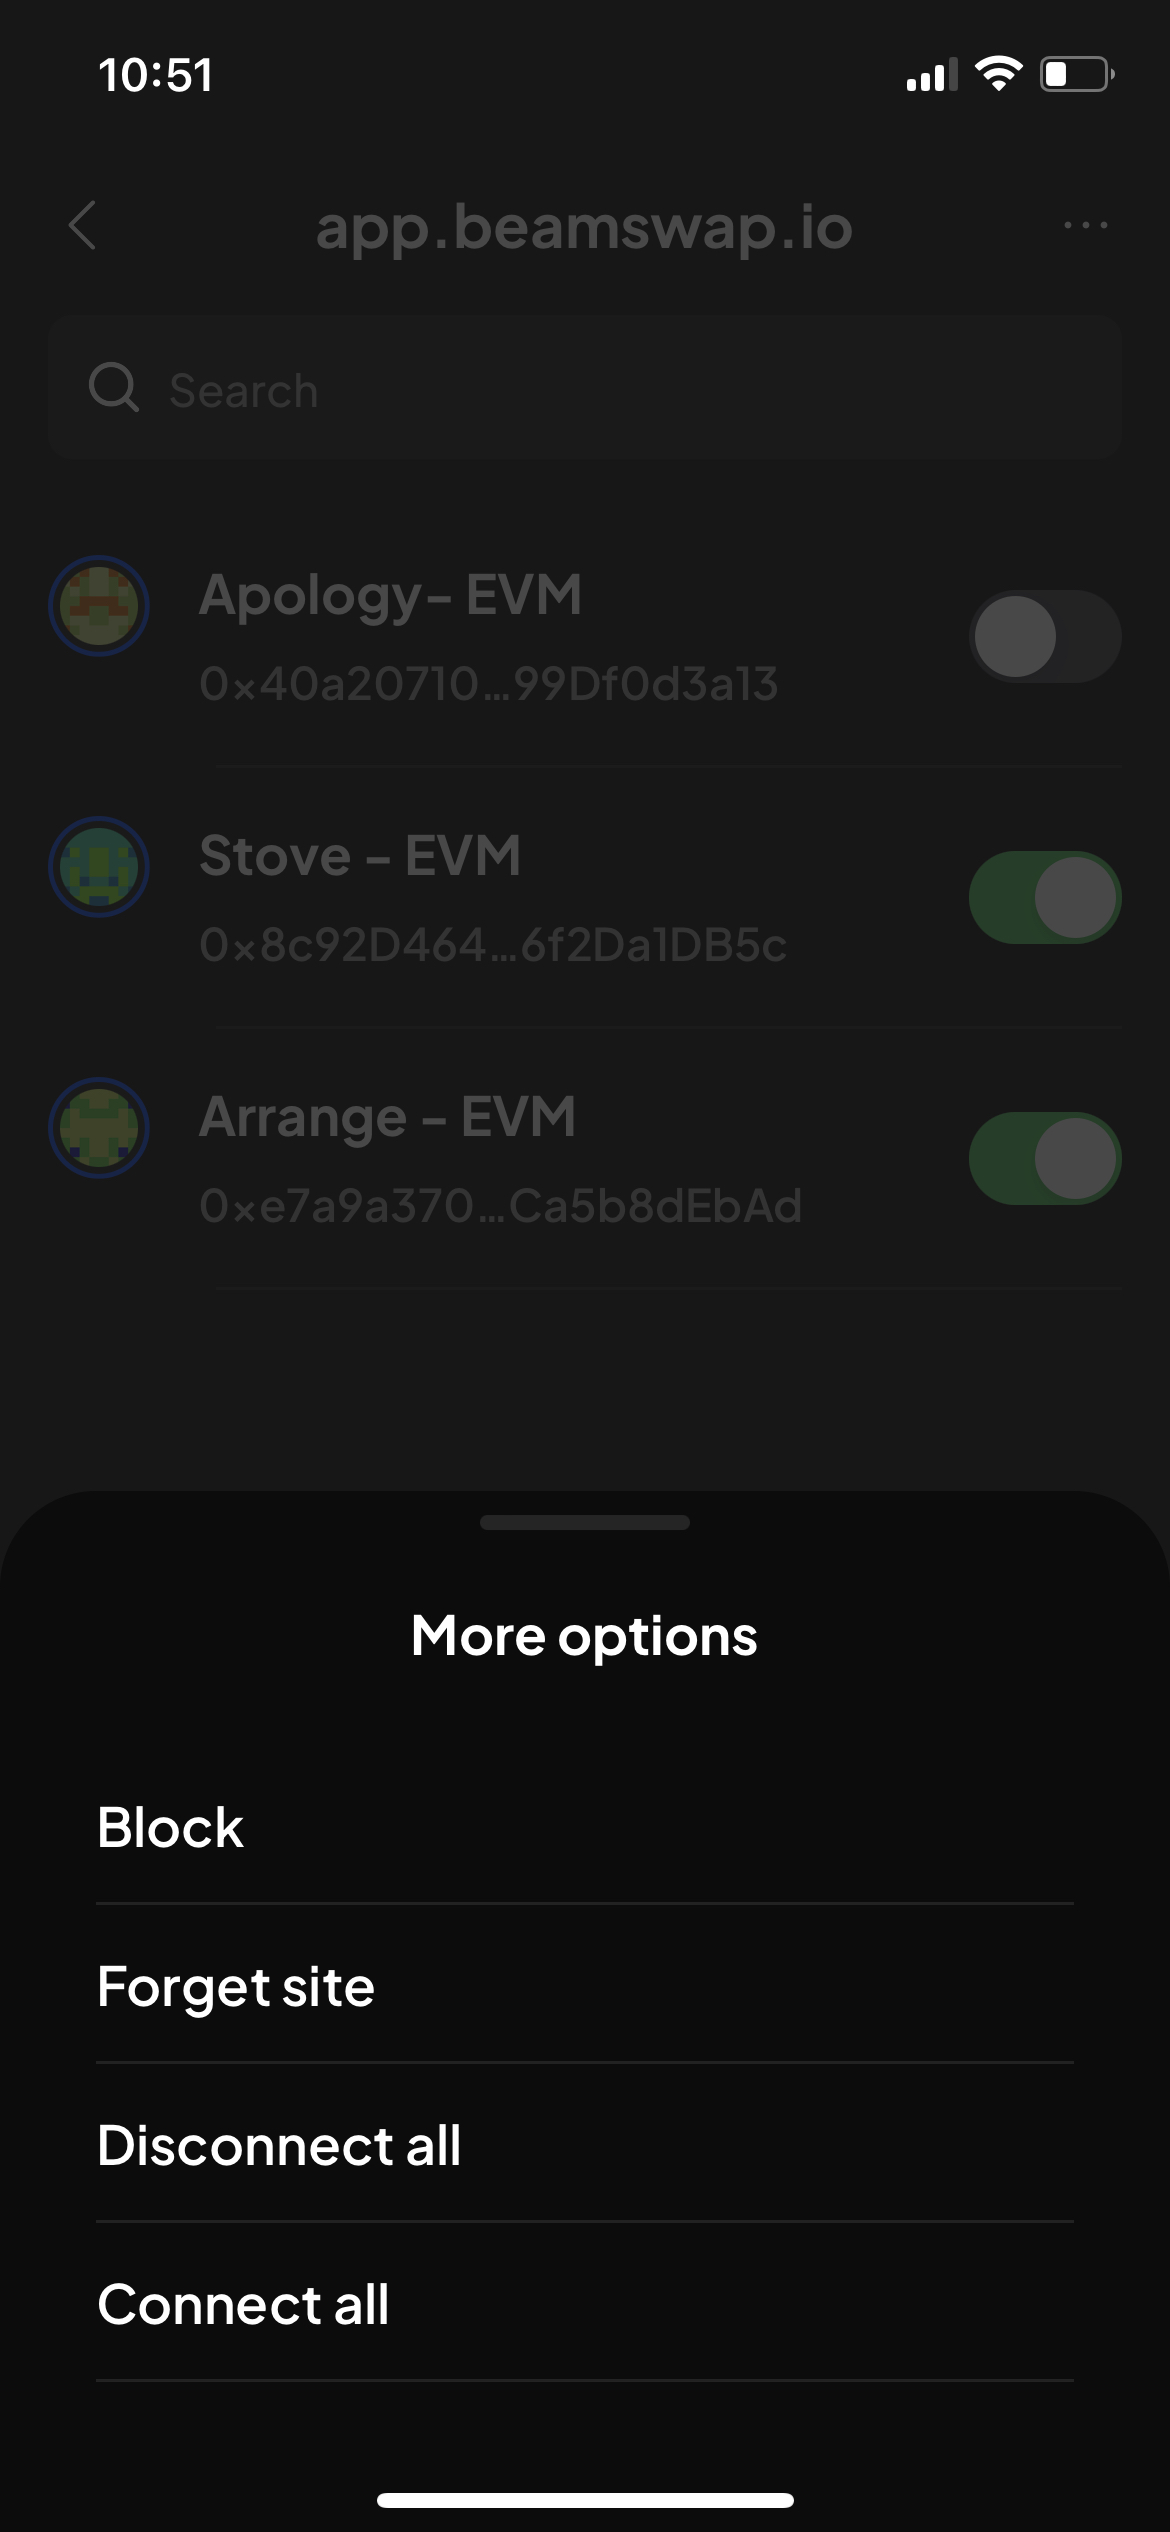 10:51
app.beamswap.io
Search
Apology- EVM
0x40a20710...99Df0d3a13
Stove - EVM
0x8c92D464...6f2Da1DB5c
Arrange - EVM
0xe7a9a370...Ca5b8dEbAd
More options
Block
Forget site
Disconnect all
Connect all